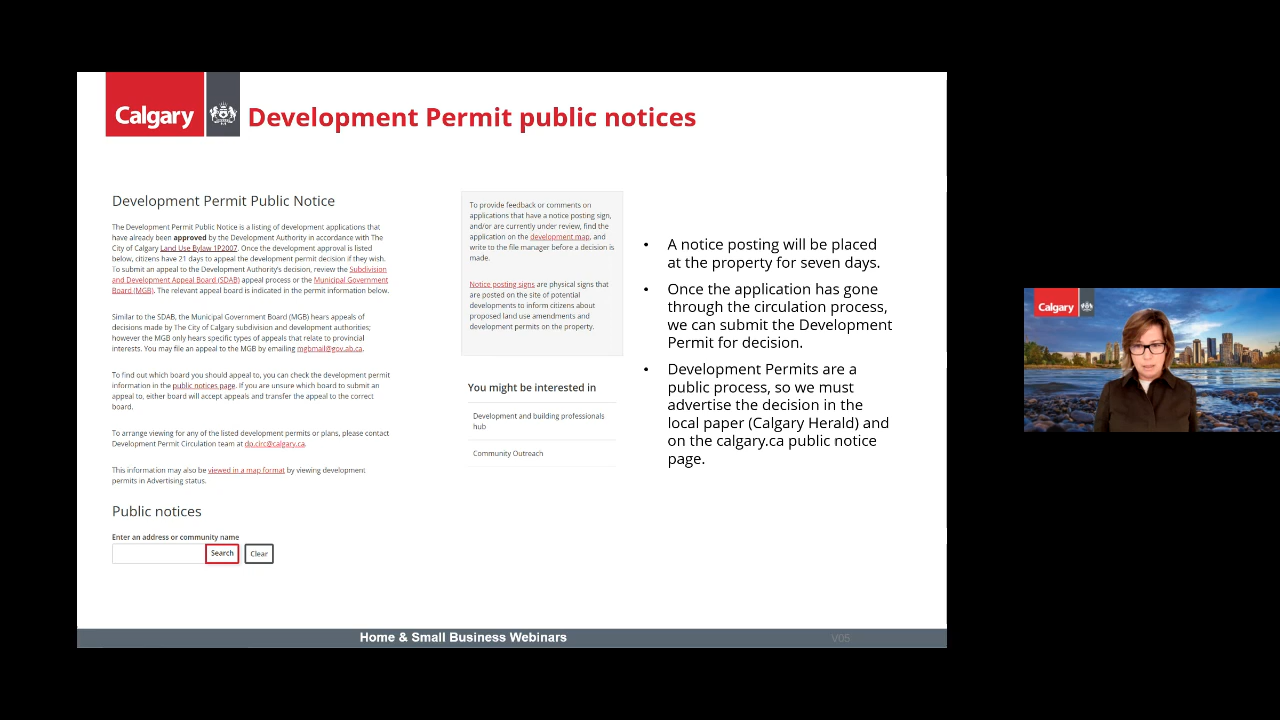 Calgary
Development Permit public notices
Development Permit Public Notice
The Development Permit Public Notice is a listing of development applications that
have already been approved by the Development Authority in accordance with The
City of Calgary Land Use Bylaw 1P2007. Once the development approval is listed
below, citizens have 21 days to appeal the development permit decision if they wish.
To submit an appeal to the Development Authority's decision, review the Subdivision
and Development Appeal Board (SDAB) appeal process or the Municipal Government
Board (MGB). The relevant appeal board is indicated in the permit information below.
Similar to the SDAB, the Municipal Government Board (MGB) hears appeals of
decisions made by The City of Calgary subdivision and development authorities;
however the MGB only hears specific types of appeals that relate to provincial
interests. You may file an appeal to the MGB by emailing mgbmail@gov.ab.ca.
To find out which board you should appeal to, you can check the development permit
information in the public notices page. If you are unsure which board to submit an
appeal to, either board will accept appeals and transfer the appeal to the correct
board.
To arrange viewing for any of the listed development permits or plans, please contact
Development Permit Circulation team at dp.circ@calgary.ca.
This information may also be viewed in a map format by viewing development
permits in Advertising status.
Public notices
Enter an address or community name
Search Clear
To provide feedback or comments on
applications that have a notice posting sign,
and/or are currently under review, find the
application on the development map, and
write to the file manager before a decision is
made.
Notice posting signs are physical signs that
are posted on the site of potential
developments to inform citizens about
proposed land use amendments and
development permits on the property.
You might be interested in
Development and building professionals
hub
Community Outreach
• A notice posting will be placed
at the property for seven days.
• Once the application has gone
through the circulation process,
we can submit the Development
Permit for decision.
• Development Permits are a
public process, so we must
advertise the decision in the
local paper (Calgary Herald) and
on the calgary.ca public notice
page.
Home & Small Business Webinars
V05
Calgary